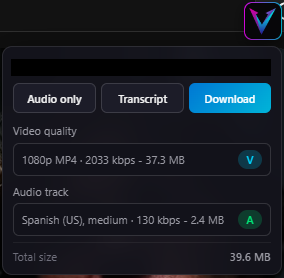 Audio only
Transcript
Download
Video quality
1080p MP4 · 2033 kbps - 37.3 MB
V
Audio track
Spanish (US), medium · 130 kbps - 2.4 MB
A
Total size
39.6 MB